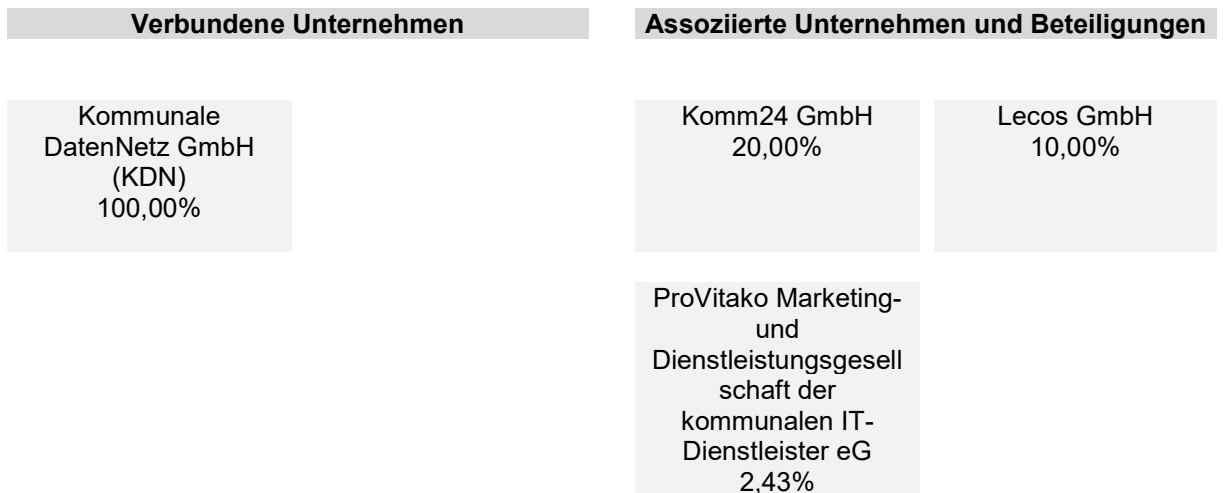 Verbundene Unternehmen
Assoziierte Unternehmen und Beteiligungen
Kommunale
DatenNetz GmbH
(KDN)
100,00%
Komm24 GmbH
20,00%
Lecos GmbH
10,00%
ProVitako Marketing-
und
Dienstleistungsgesell
schaft der
kommunalen IT-
Dienstleister eG
2,43%